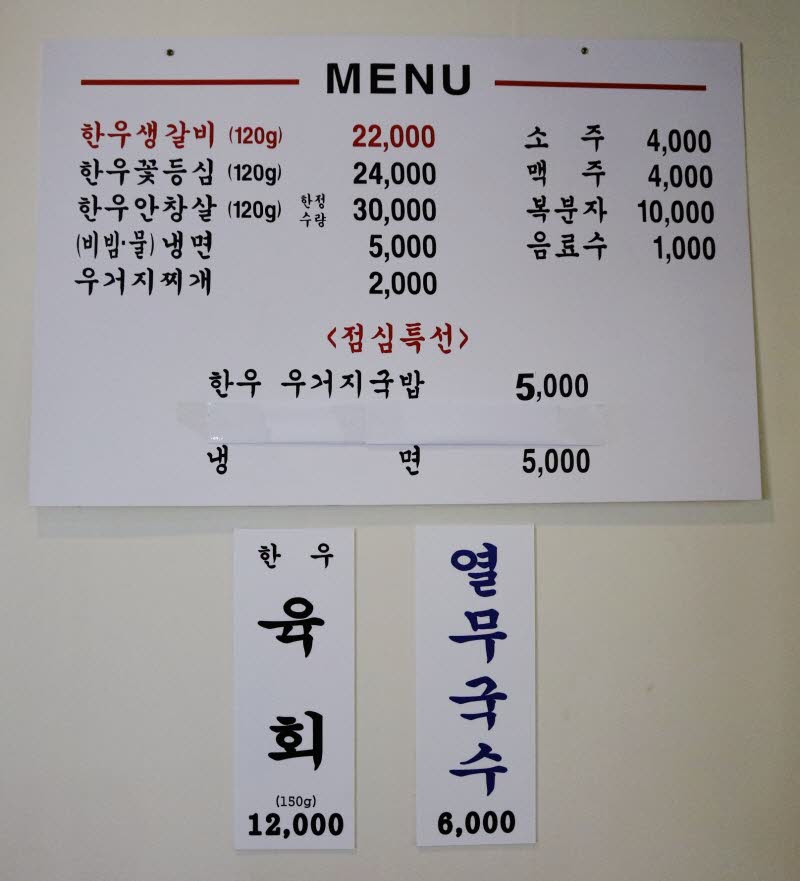 MENU
한우생갈비 (120g) 22,000
한우꽃등심 (120g) 24,000
한우안창살 (120g) 한정수량 30,000
(비빔·물)냉면 5,000
우거지찌개 2,000
소 주 4,000
맥 주 4,000
복분자 10,000
음료수 1,000
<점심특선>
한우 우거지국밥 5,000
냉 면 5,000
한 우
육
회
(150g)
12,000
열
무
국
수
6,000